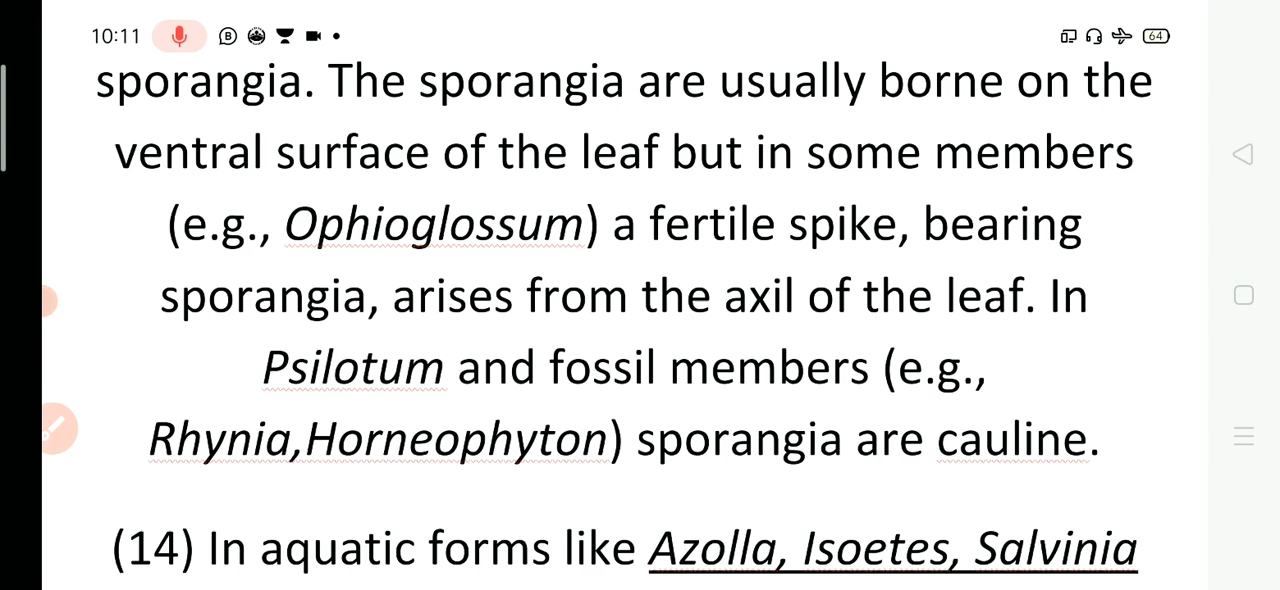 10:11 B 64
sporangia. The sporangia are usually borne on the
ventral surface of the leaf but in some members
(e.g., Ophioglossum) a fertile spike, bearing
sporangia, arises from the axil of the leaf. In
Psilotum and fossil members (e.g.,
Rhynia,Horneophyton) sporangia are cauline.
(14) In aquatic forms like Azolla, Isoetes, Salvinia